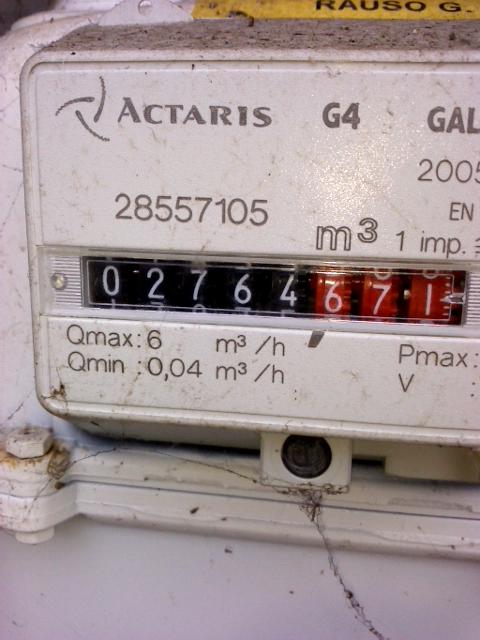 RAUSO G.
ACTARIS G4 GAL
2005
28557105 EN
m³ 1 imp. ≙
02764671
Qmax: 6 m³/h
Qmin : 0,04 m³/h
Pmax:
V :